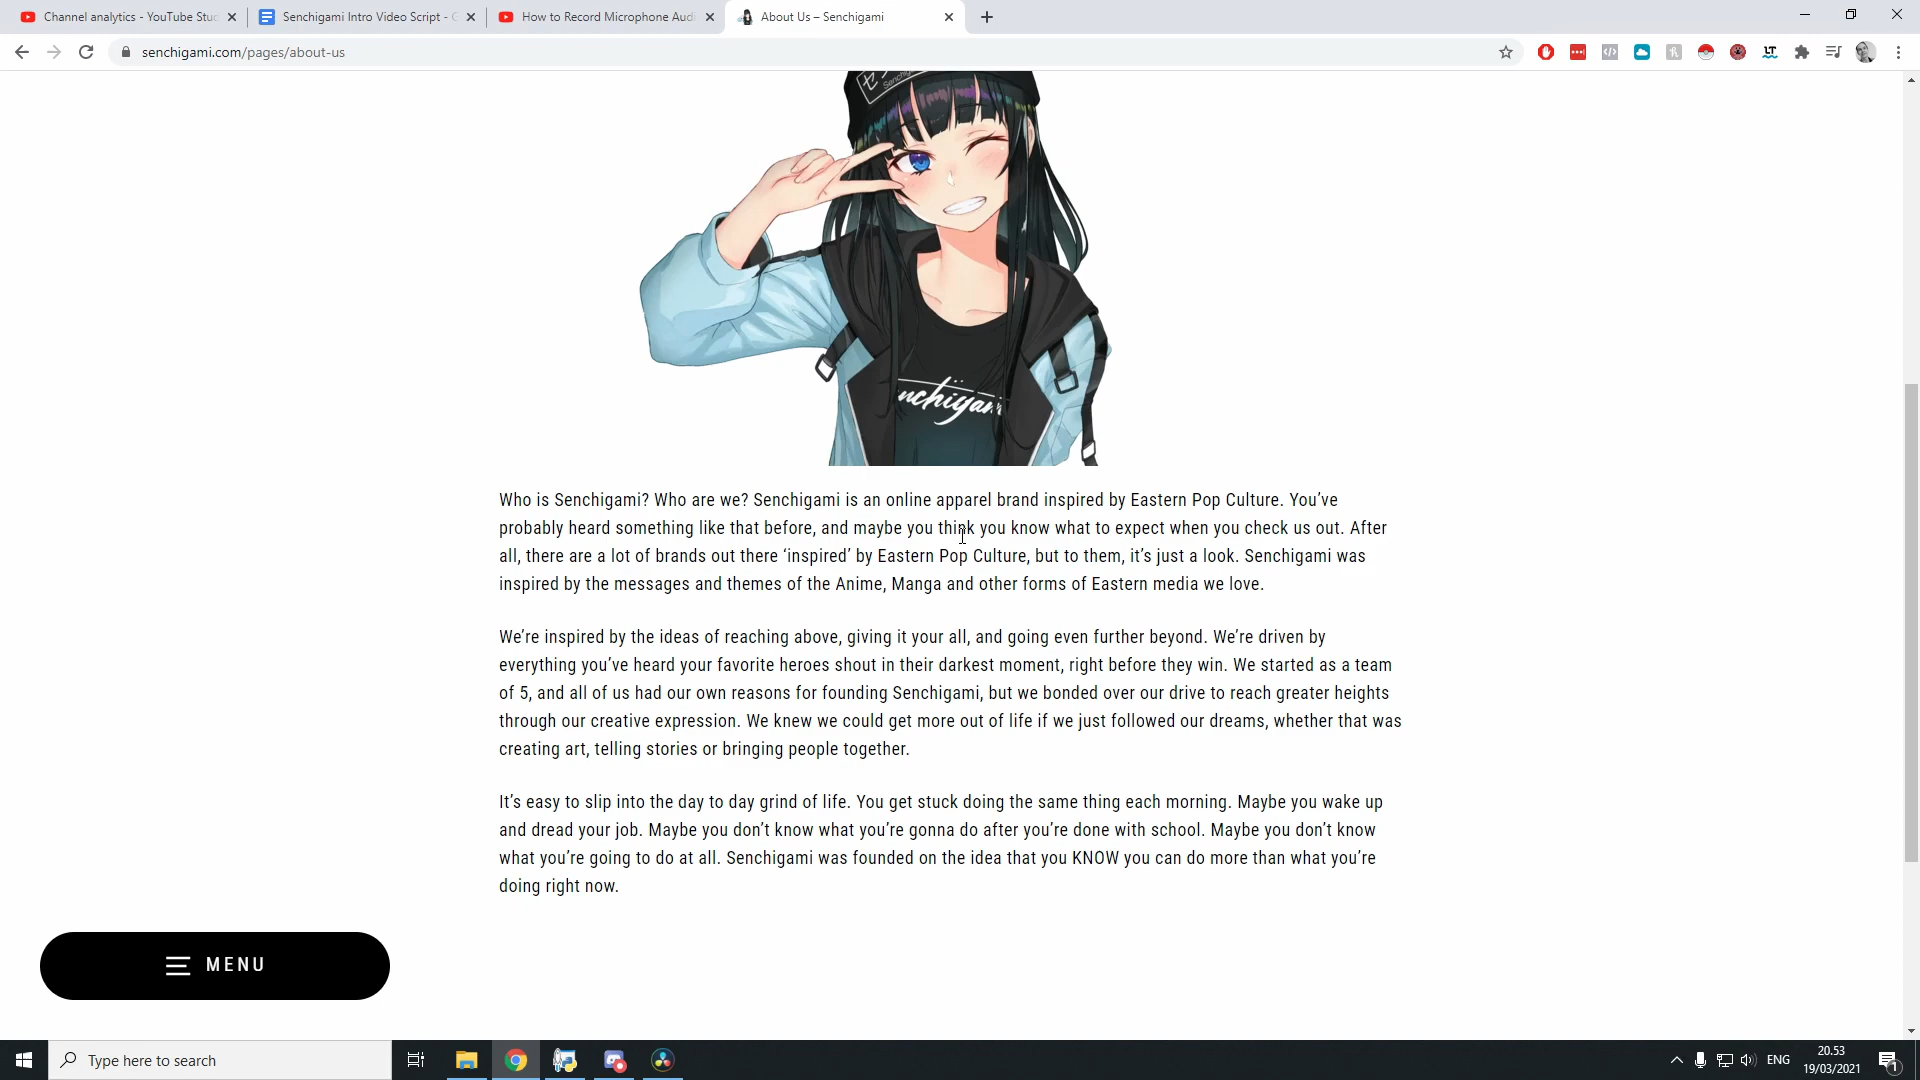 Channel analytics - YouTube Stu
Senchigami Intro Video Script - G
How to Record Microphone Aud
About Us – Senchigami
senchigami.com/pages/about-us
Who is Senchigami? Who are we? Senchigami is an online apparel brand inspired by Eastern Pop Culture. You’ve
probably heard something like that before, and maybe you think you know what to expect when you check us out. After
all, there are a lot of brands out there ‘inspired’ by Eastern Pop Culture, but to them, it’s just a look. Senchigami was
inspired by the messages and themes of the Anime, Manga and other forms of Eastern media we love.
We’re inspired by the ideas of reaching above, giving it your all, and going even further beyond. We’re driven by
everything you’ve heard your favorite heroes shout in their darkest moment, right before they win. We started as a team
of 5, and all of us had our own reasons for founding Senchigami, but we bonded over our drive to reach greater heights
through our creative expression. We knew we could get more out of life if we just followed our dreams, whether that was
creating art, telling stories or bringing people together.
It’s easy to slip into the day to day grind of life. You get stuck doing the same thing each morning. Maybe you wake up
and dread your job. Maybe you don’t know what you’re gonna do after you’re done with school. Maybe you don’t know
what you’re going to do at all. Senchigami was founded on the idea that you KNOW you can do more than what you’re
doing right now.
MENU
Type here to search
ENG
20.53
19/03/2021
1